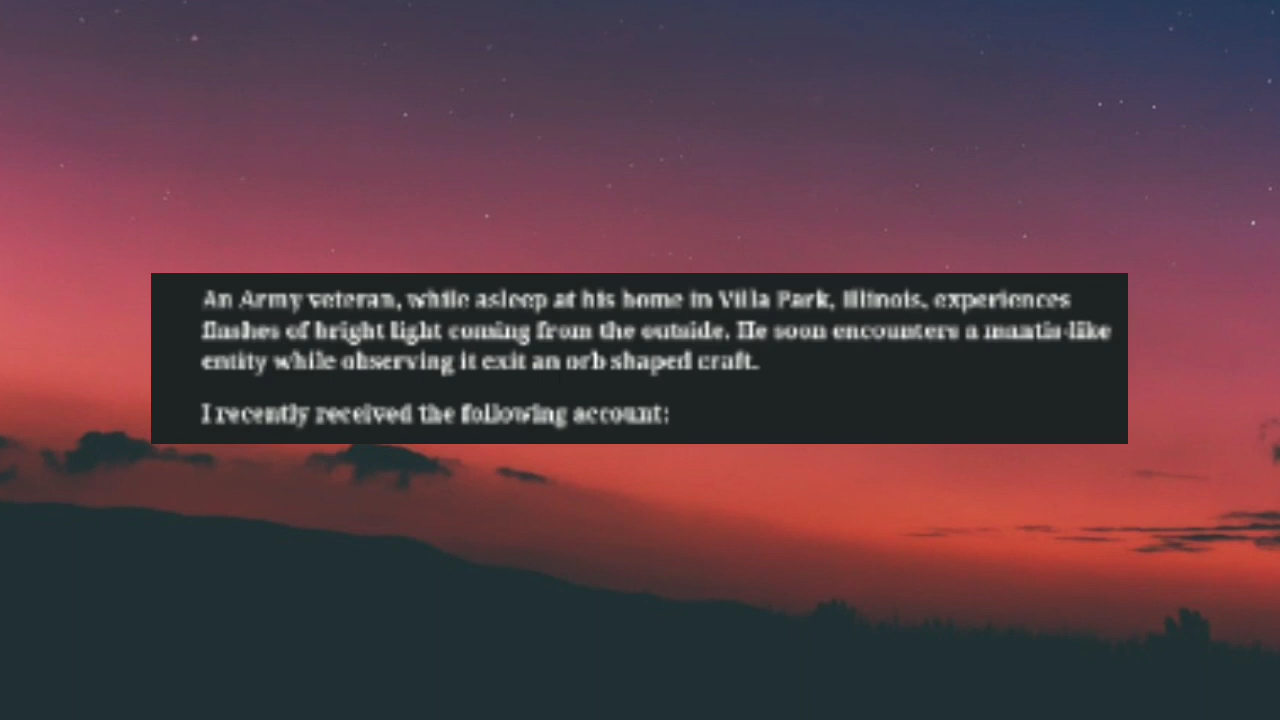 An Army veteran, while asleep at his home in Villa Park, Illinois, experiences
flashes of bright light coming from the outside. He soon encounters a mantis-like
entity while observing it exit an orb shaped craft.
I recently received the following account: